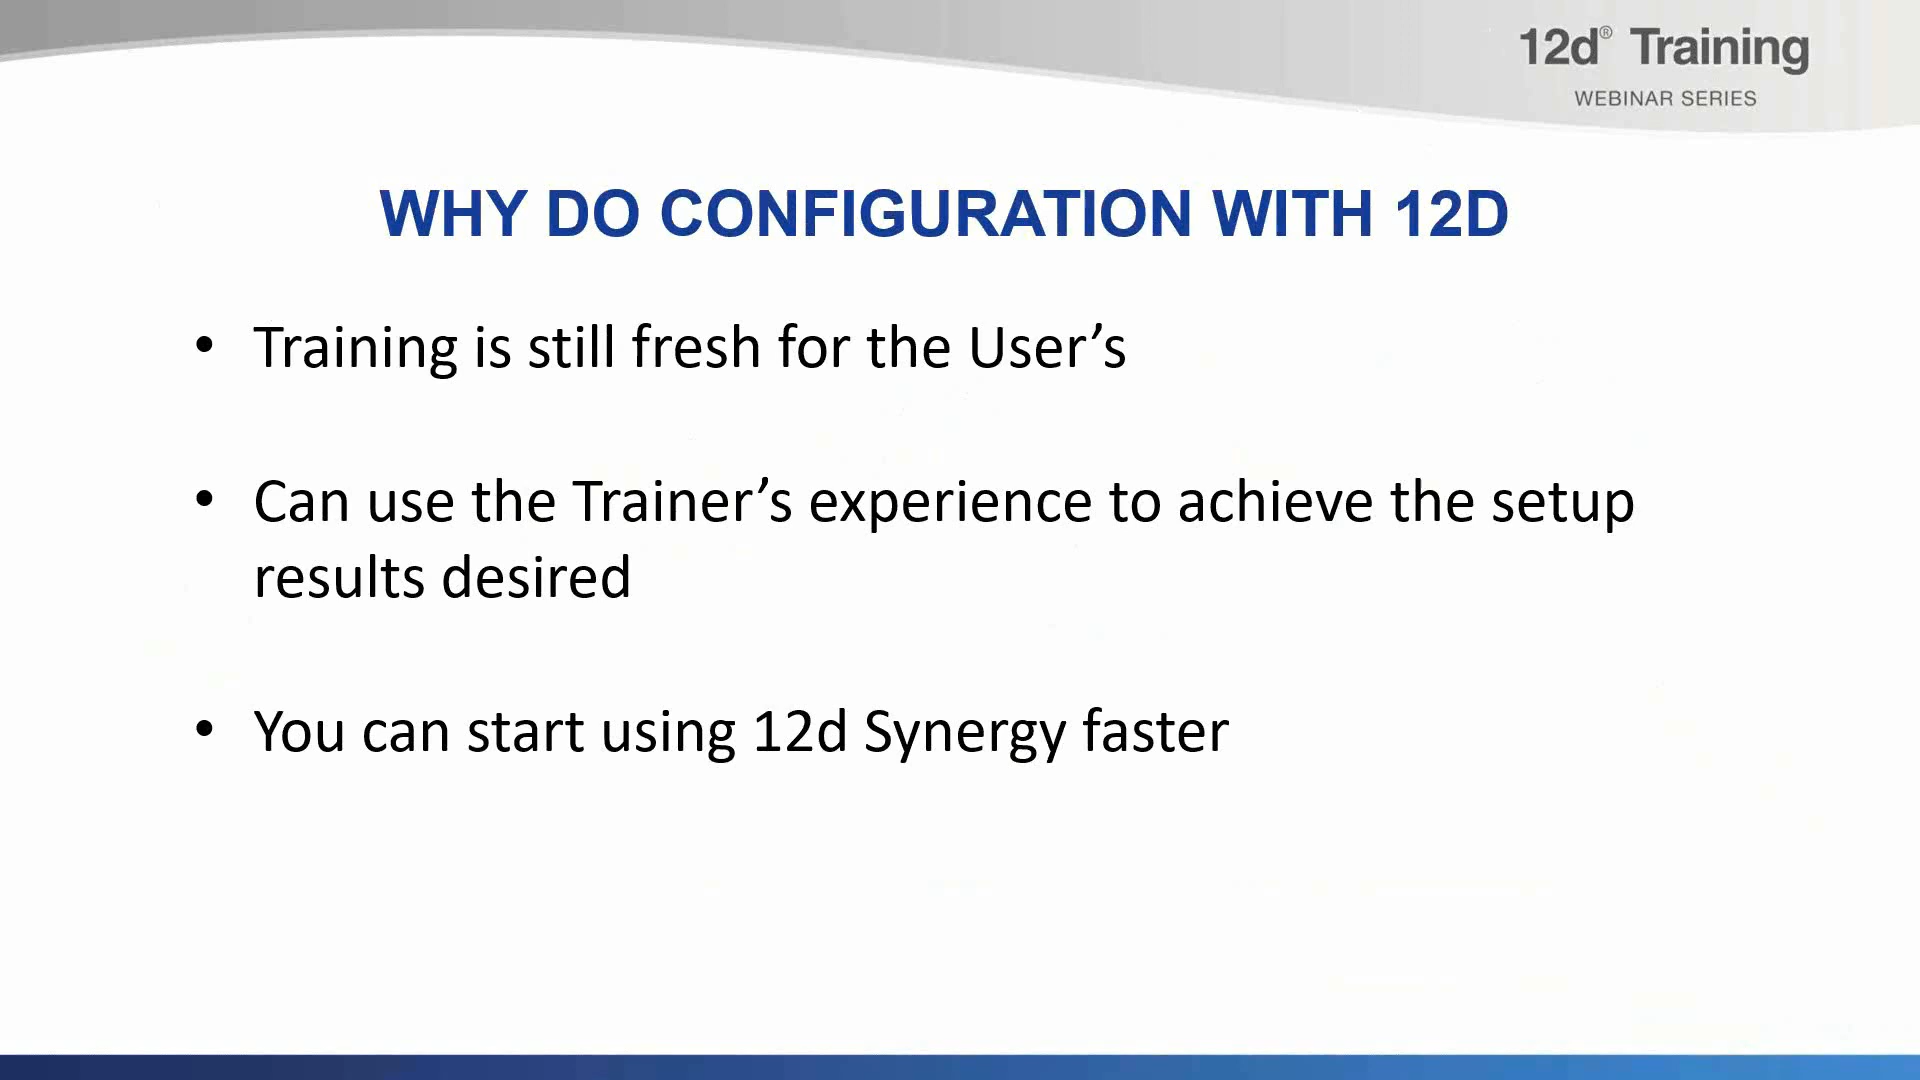 12d® Training
WEBINAR SERIES
WHY DO CONFIGURATION WITH 12D
• Training is still fresh for the User’s
• Can use the Trainer’s experience to achieve the setup
results desired
• You can start using 12d Synergy faster